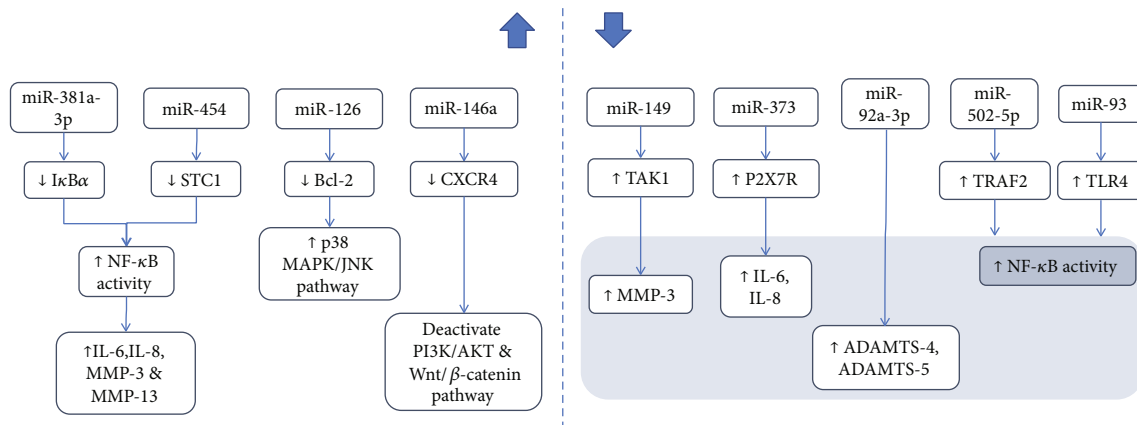 miR-381a-
3p
miR-454
miR-126
miR-146a
miR-149
miR-373
miR-
92a-3p
miR-
502-5p
miR-93
↓ IκBα
↓ STC1
↓ Bcl-2
↓ CXCR4
↑ TAK1
↑ P2X7R
↑ TRAF2
↑ TLR4
↑ NF-κB
activity
↑ p38
MAPK/JNK
pathway
↑ MMP-3
↑ IL-6,
IL-8
↑ NF-κB activity
↑IL-6,IL-8,
MMP-3 &
MMP-13
Deactivate
PI3K/AKT &
Wnt/β-catenin
pathway
↑ ADAMTS-4,
ADAMTS-5